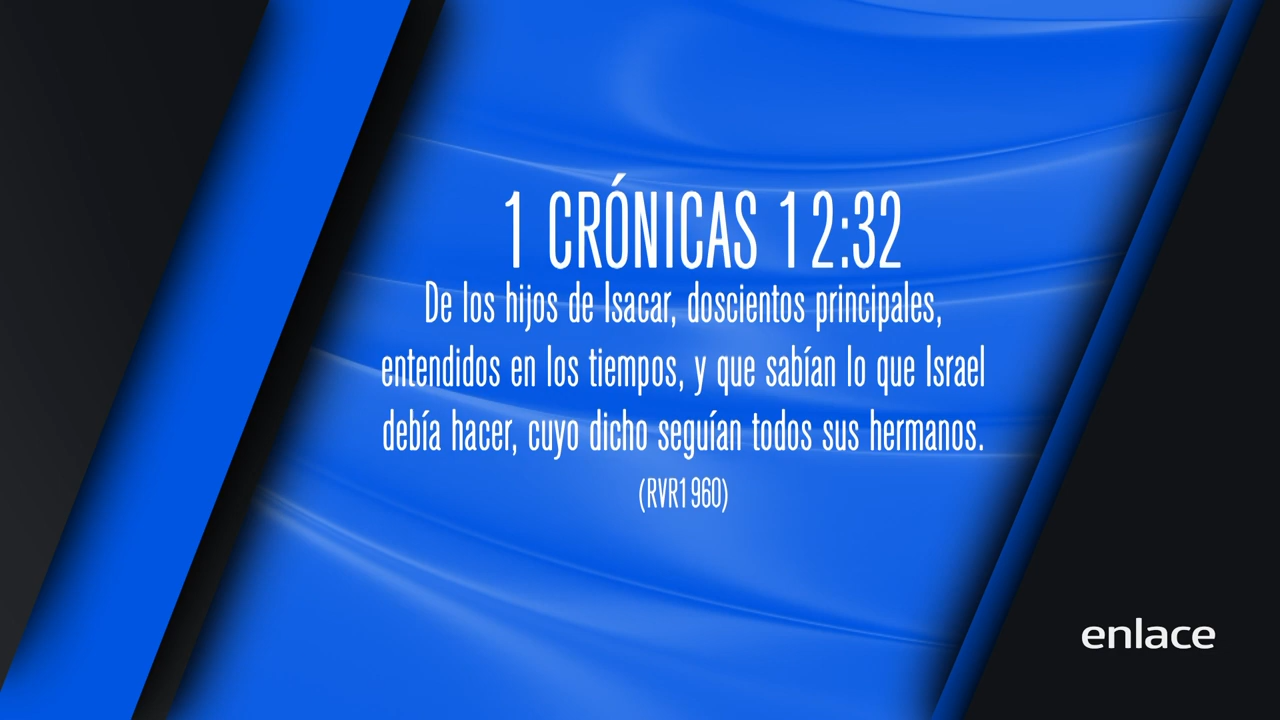 1 CRÓNICAS 12:32
De los hijos de Isacar, doscientos principales,
entendidos en los tiempos, y que sabían lo que Israel
debía hacer, cuyo dicho seguían todos sus hermanos.
(RVR1960)
enlace